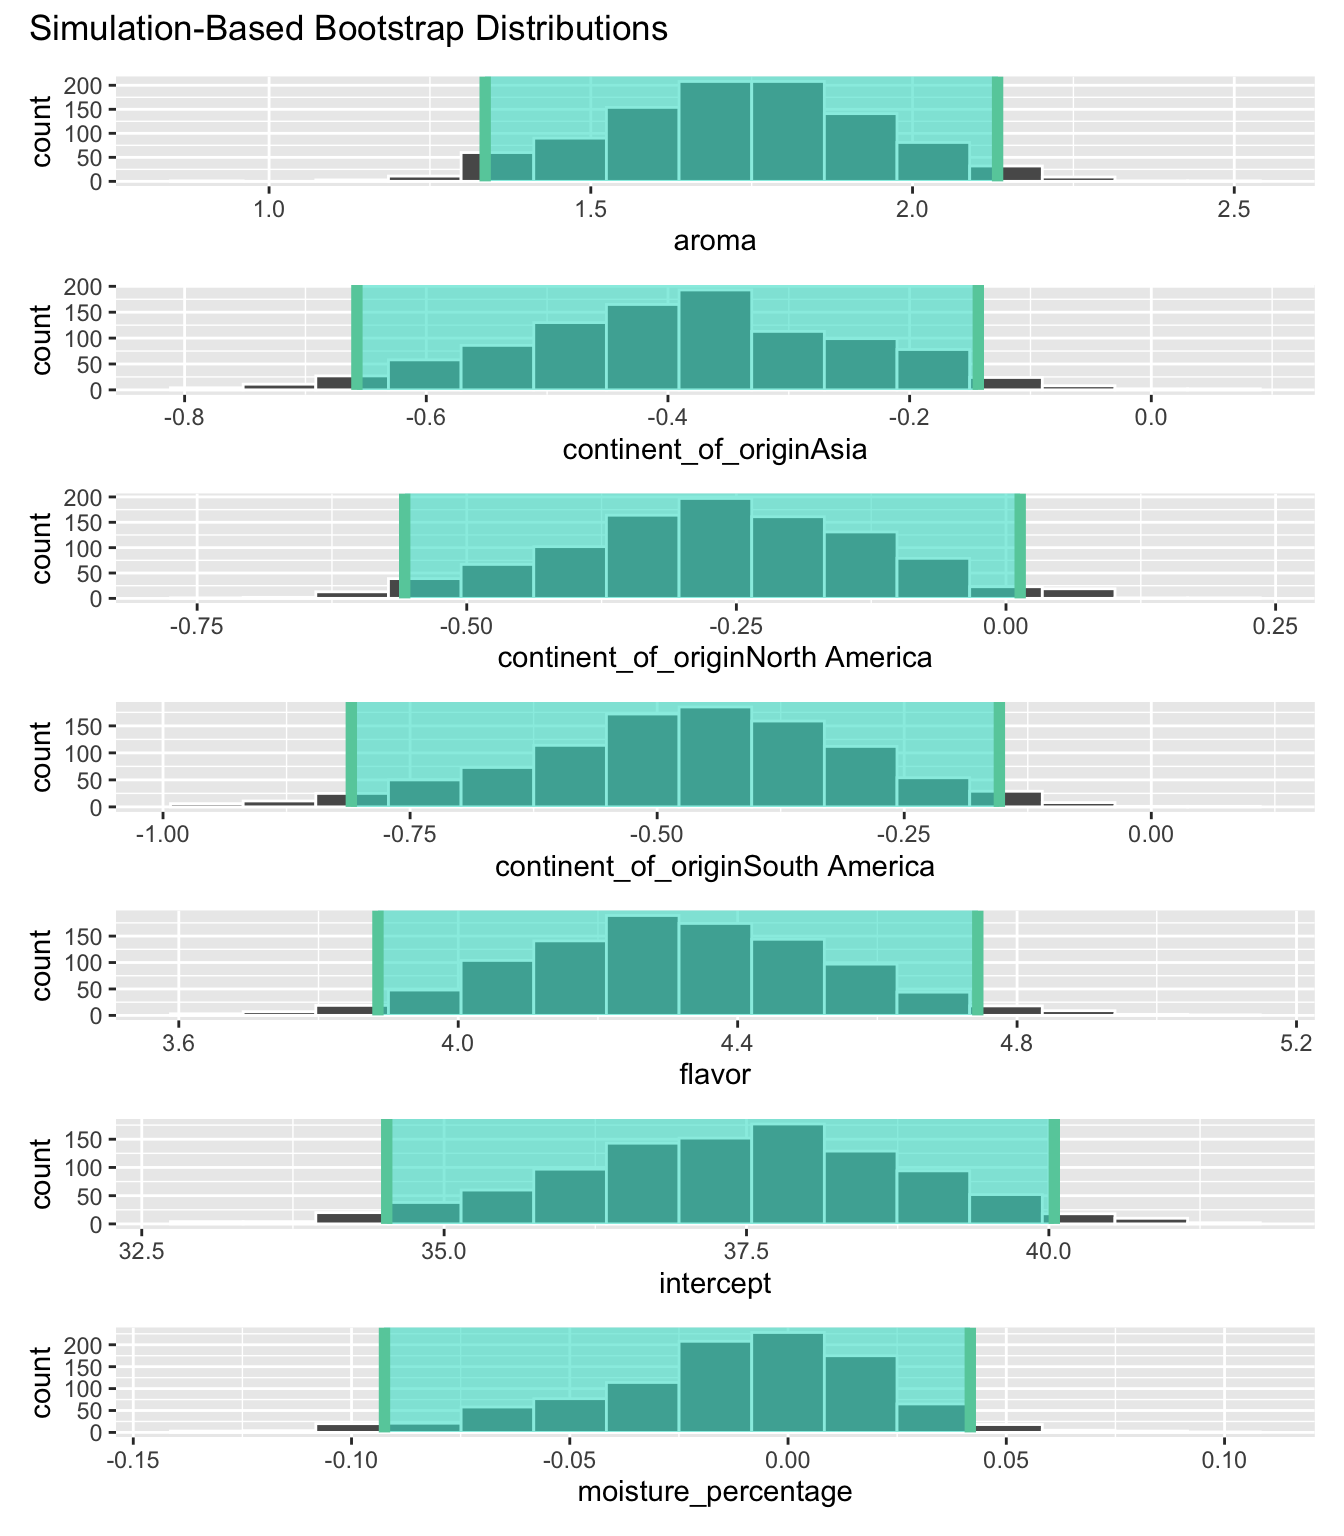 Simulation-Based Bootstrap Distributions
count
200
150
100
50
0
1.0 1.5 2.0 2.5
aroma
count
200
150
100
50
0
-0.8 -0.6 -0.4 -0.2 0.0
continent_of_originAsia
count
200
150
100
50
0
-0.75 -0.50 -0.25 0.00 0.25
continent_of_originNorth America
count
150
100
50
0
-1.00 -0.75 -0.50 -0.25 0.00
continent_of_originSouth America
count
150
100
50
0
3.6 4.0 4.4 4.8 5.2
flavor
count
150
100
50
0
32.5 35.0 37.5 40.0
intercept
count
200
150
100
50
0
-0.15 -0.10 -0.05 0.00 0.05 0.10
moisture_percentage